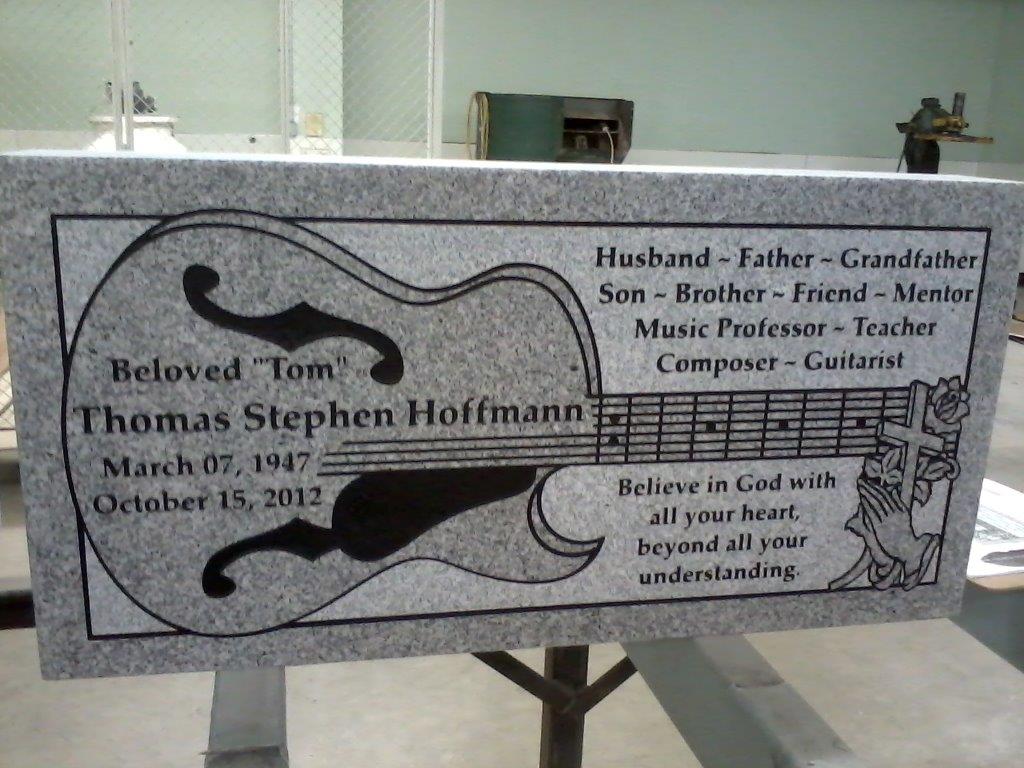 Beloved "Tom"
Thomas Stephen Hoffmann
March 07, 1947
October 15, 2012
Husband ~ Father ~ Grandfather
Son ~ Brother ~ Friend ~ Mentor
Music Professor ~ Teacher
Composer ~ Guitarist
Believe in God with
all your heart,
beyond all your
understanding.